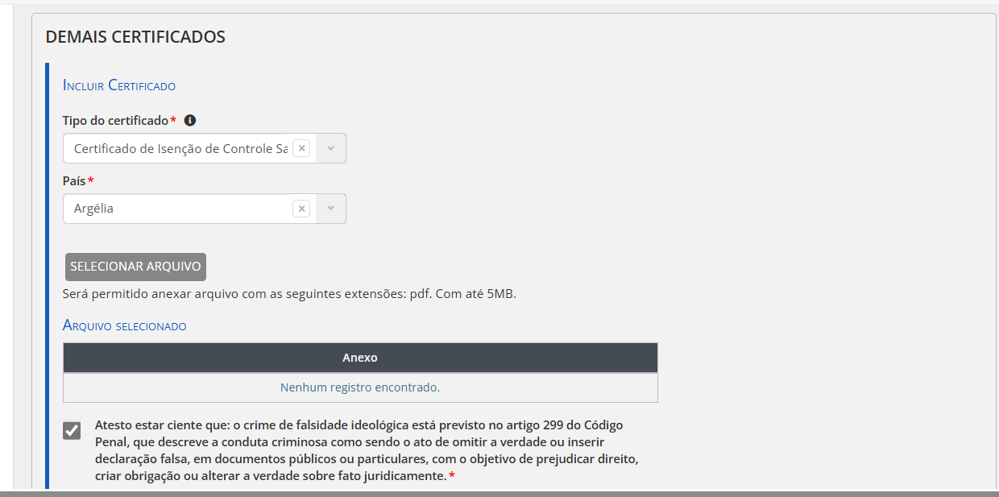 DEMAIS CERTIFICADOS
Incluir Certificado
Tipo do certificado*
Certificado de Isenção de Controle Sa
País*
Argélia
SELECIONAR ARQUIVO
Será permitido anexar arquivo com as seguintes extensões: pdf. Com até 5MB.
Arquivo selecionado
Anexo
Nenhum registro encontrado.
Atesto estar ciente que: o crime de falsidade ideológica está previsto no artigo 299 do Código
Penal, que descreve a conduta criminosa como sendo o ato de omitir a verdade ou inserir
declaração falsa, em documentos públicos ou particulares, com o objetivo de prejudicar direito,
criar obrigação ou alterar a verdade sobre fato juridicamente.*